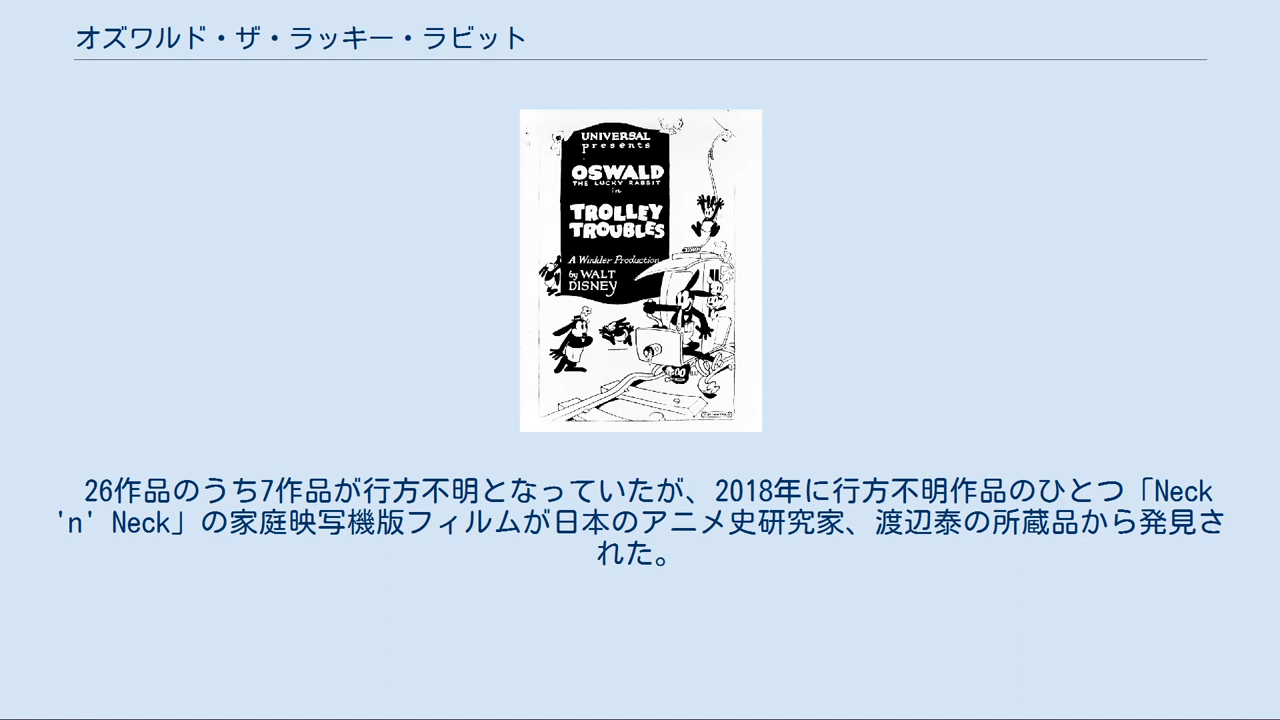 オズワルド・ザ・ラッキー・ラビット
UNIVERSAL
presents
OSWALD
THE LUCKY RABBIT
in
TROLLEY
TROUBLES
A Winkler Production
by WALT
DISNEY
26作品のうち7作品が行方不明となっていたが、2018年に行方不明作品のひとつ「Neck
'n' Neck」の家庭映写機版フィルムが日本のアニメ史研究家、渡辺泰の所蔵品から発見さ
れた。